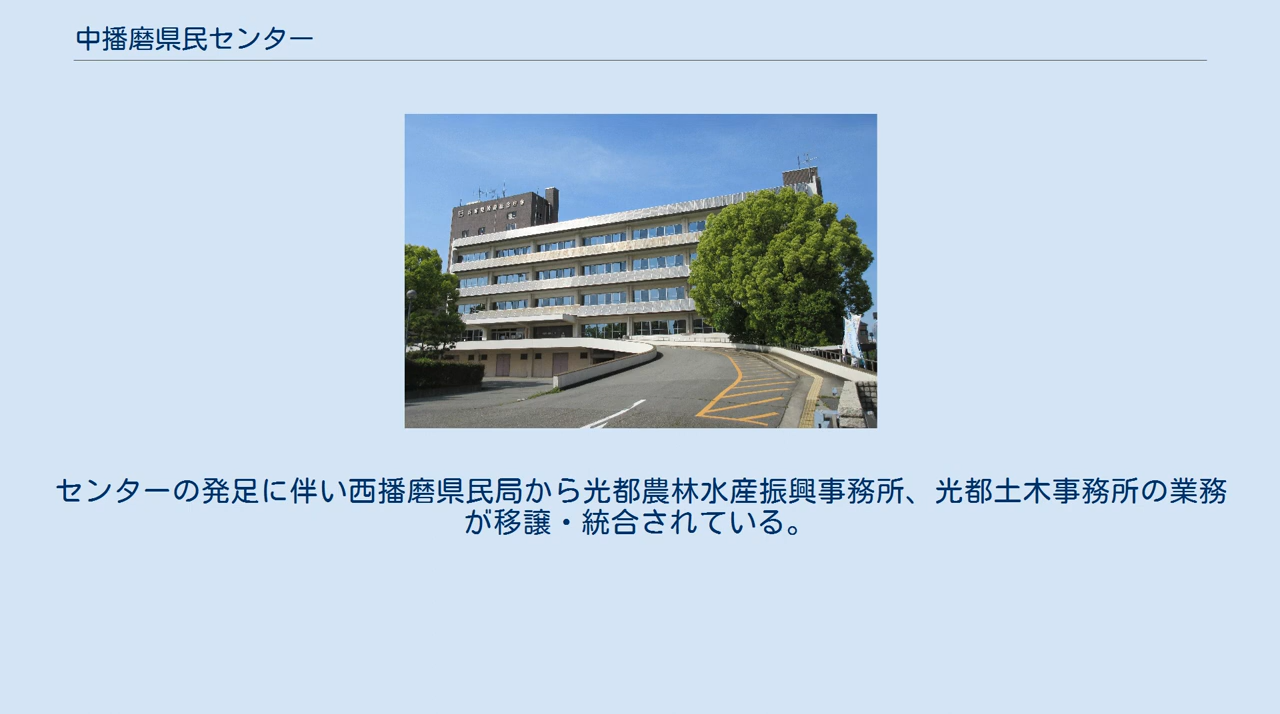 中播磨県民センター
センターの発足に伴い西播磨県民局から光都農林水産振興事務所、光都土木事務所の業務
が移譲・統合されている。